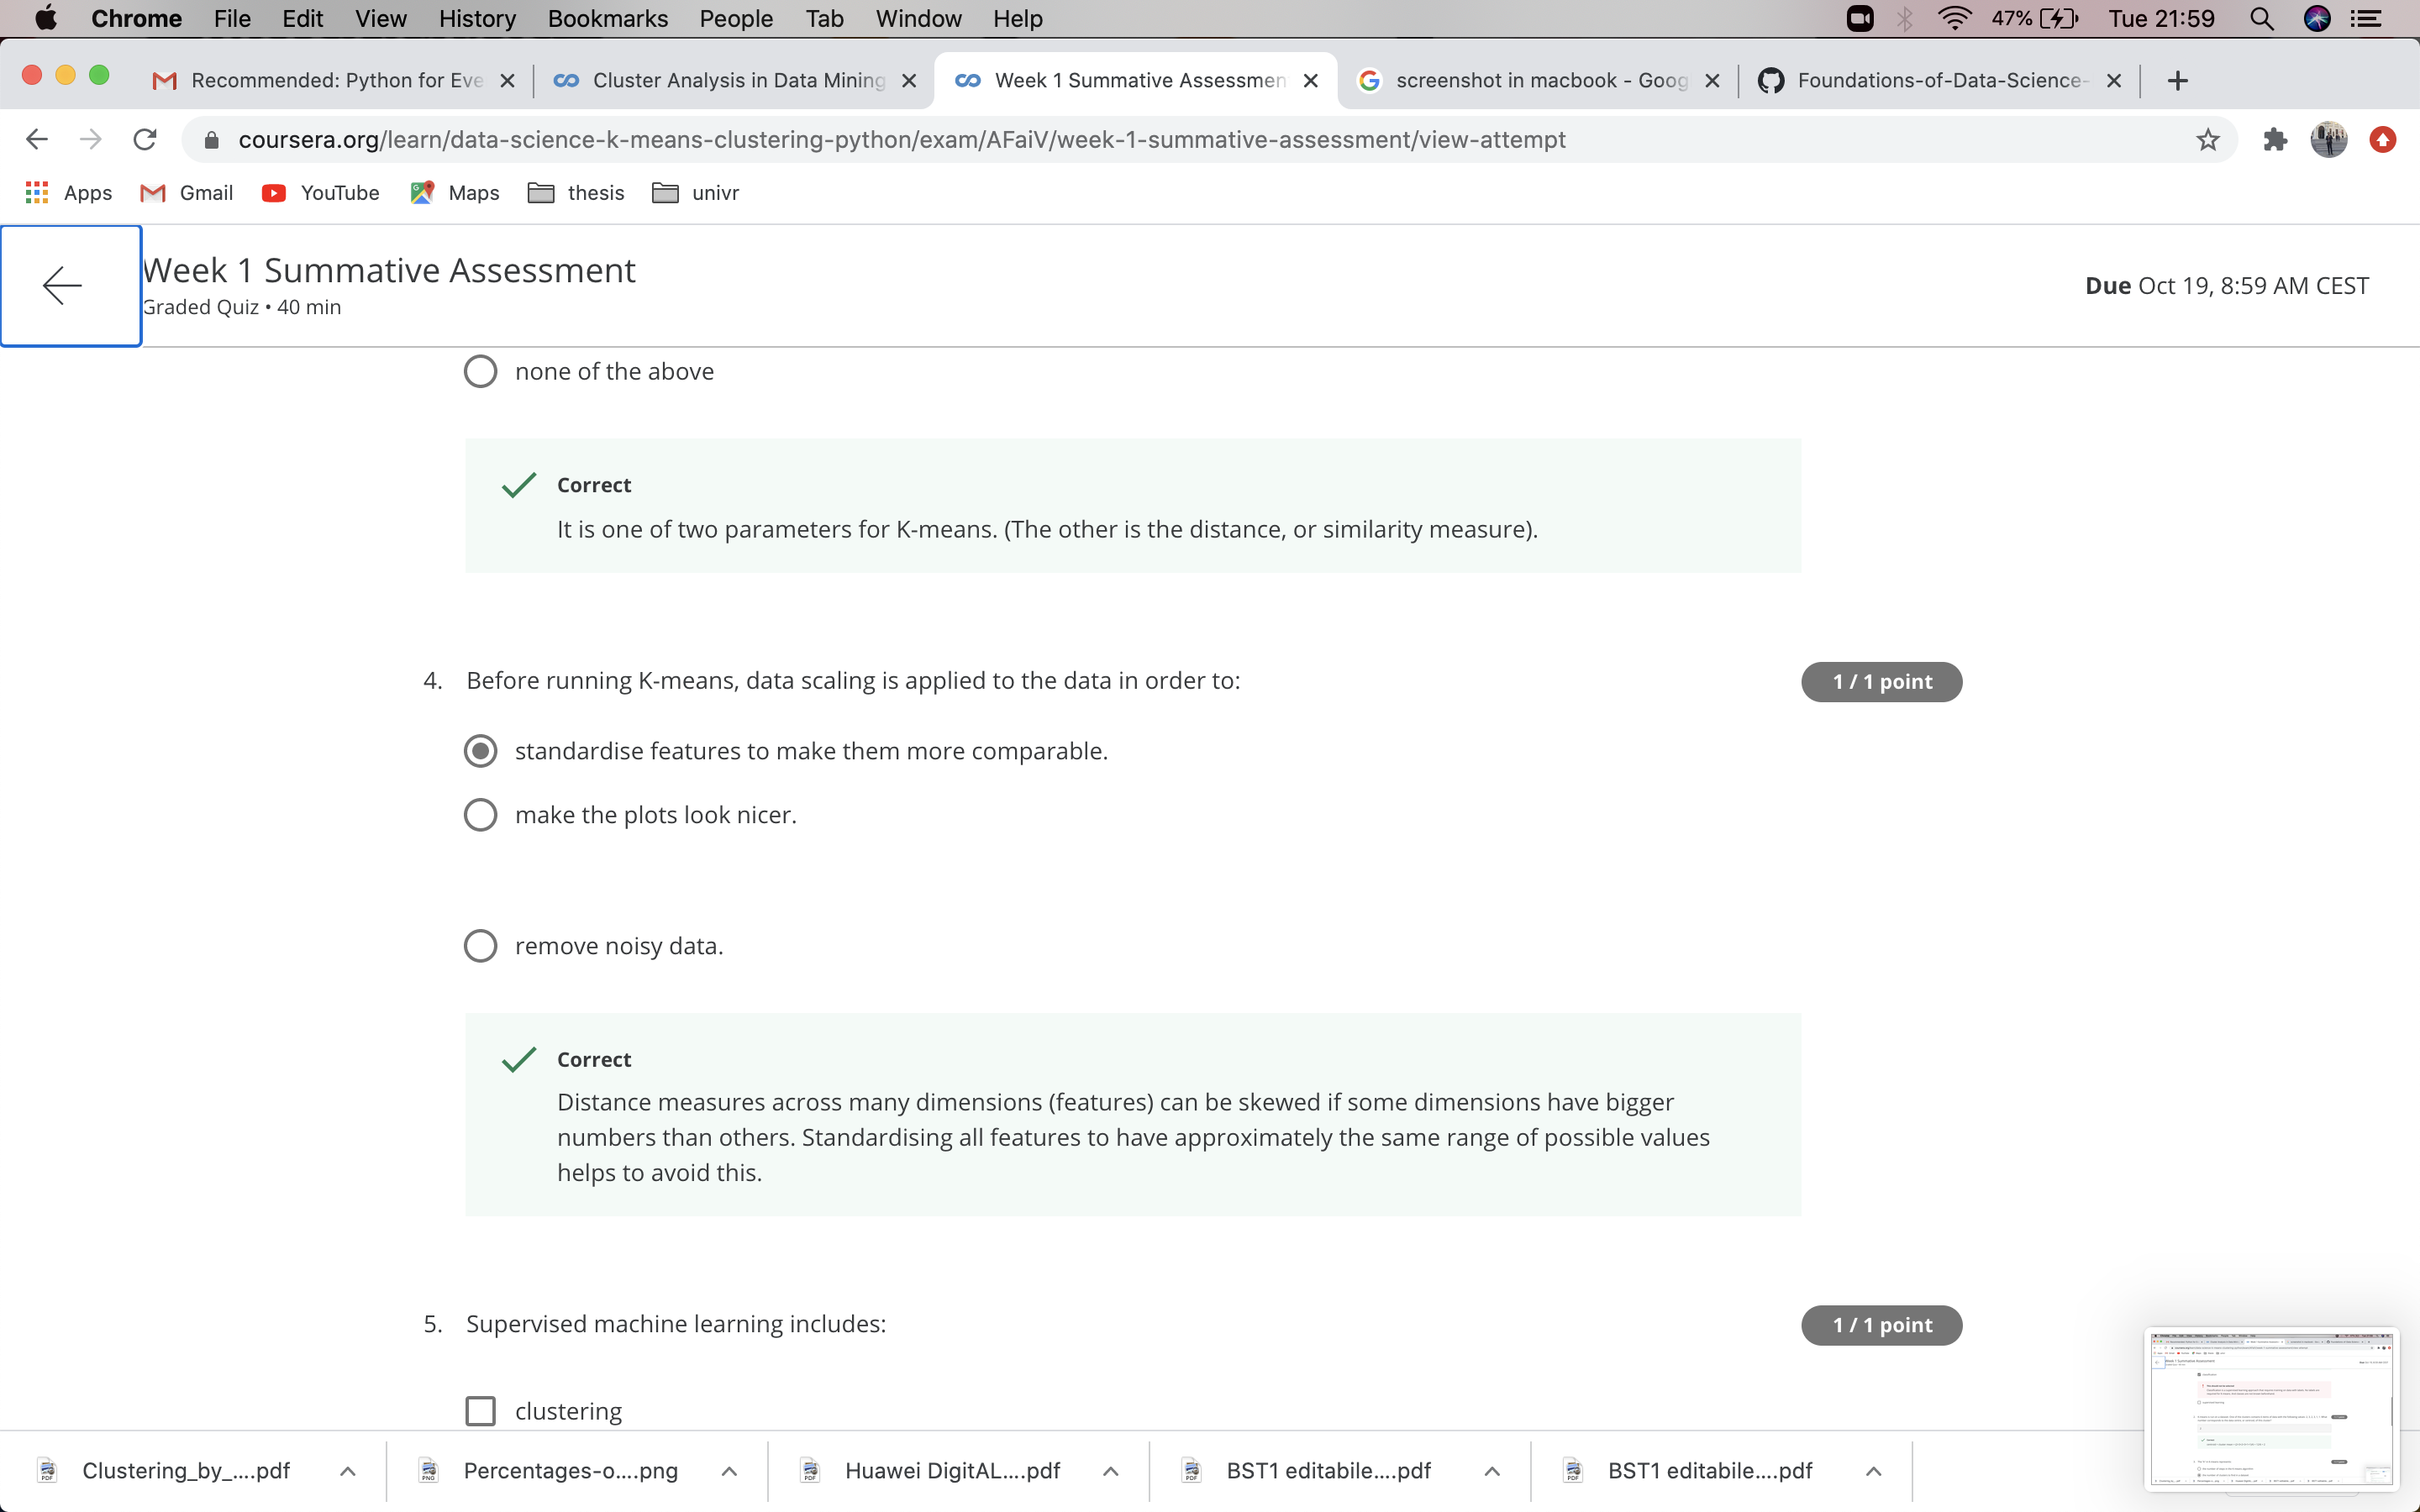 Chrome File Edit View History Bookmarks People Tab Window Help 47% Tue 21:59
Recommended: Python for Eve Cluster Analysis in Data Mining Week 1 Summative Assessmen screenshot in macbook - Goog Foundations-of-Data-Science-
coursera.org/learn/data-science-k-means-clustering-python/exam/AFaiV/week-1-summative-assessment/view-attempt
Apps Gmail YouTube Maps thesis univr
Week 1 Summative Assessment
Graded Quiz • 40 min
Due Oct 19, 8:59 AM CEST
none of the above
Correct
It is one of two parameters for K-means. (The other is the distance, or similarity measure).
4. Before running K-means, data scaling is applied to the data in order to:
1 / 1 point
standardise features to make them more comparable.
make the plots look nicer.
remove noisy data.
Correct
Distance measures across many dimensions (features) can be skewed if some dimensions have bigger
numbers than others. Standardising all features to have approximately the same range of possible values
helps to avoid this.
5. Supervised machine learning includes:
1 / 1 point
clustering
Clustering_by_....pdf Percentages-o....png Huawei DigitAL....pdf BST1 editabile....pdf BST1 editabile....pdf